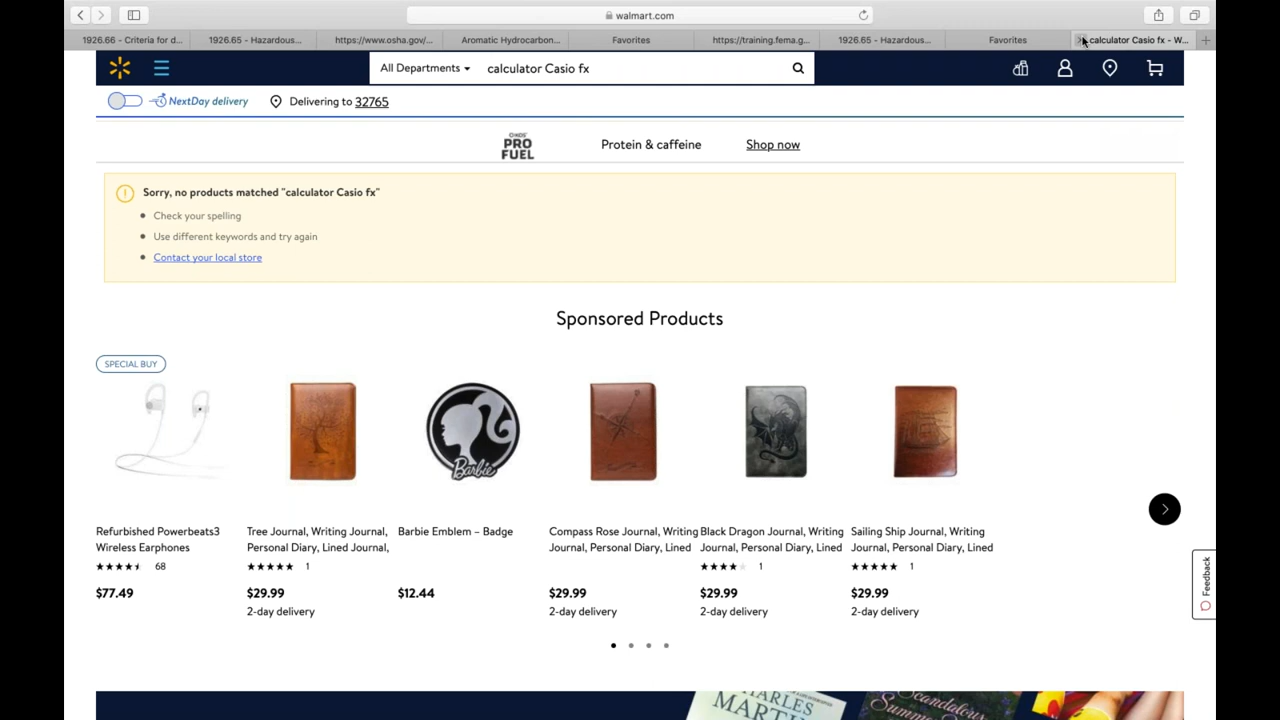 walmart.com
1926.66 - Criteria for d...
1926.65 - Hazardous...
https://www.osha.gov/...
Aromatic Hydrocarbon...
Favorites
https://training.fema.g...
1926.65 - Hazardous...
Favorites
calculator Casio fx - W...
All Departments
calculator Casio fx
NextDay delivery
Delivering to 32765
PRO
FUEL
Protein & caffeine
Shop now
Sorry, no products matched "calculator Casio fx"
Check your spelling
Use different keywords and try again
Contact your local store
Sponsored Products
SPECIAL BUY
Barbie
Refurbished Powerbeats3
Wireless Earphones
68
$77.49
Tree Journal, Writing Journal,
Personal Diary, Lined Journal,
1
$29.99
2-day delivery
Barbie Emblem – Badge
$12.44
Compass Rose Journal, Writing
Journal, Personal Diary, Lined
$29.99
2-day delivery
Black Dragon Journal, Writing
Journal, Personal Diary, Lined
1
$29.99
2-day delivery
Sailing Ship Journal, Writing
Journal, Personal Diary, Lined
1
$29.99
2-day delivery
Feedback
CHARLES
MARTIN
Scandalous
Summer